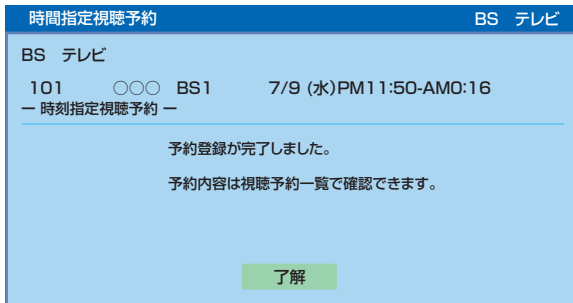 時間指定視聴予約 BS テレビ
BS テレビ
101 ○○○ BS1 7/9 (水)PM11:50-AM0:16
ー 時刻指定視聴予約 ー
予約登録が完了しました。
予約内容は視聴予約一覧で確認できます。
了解